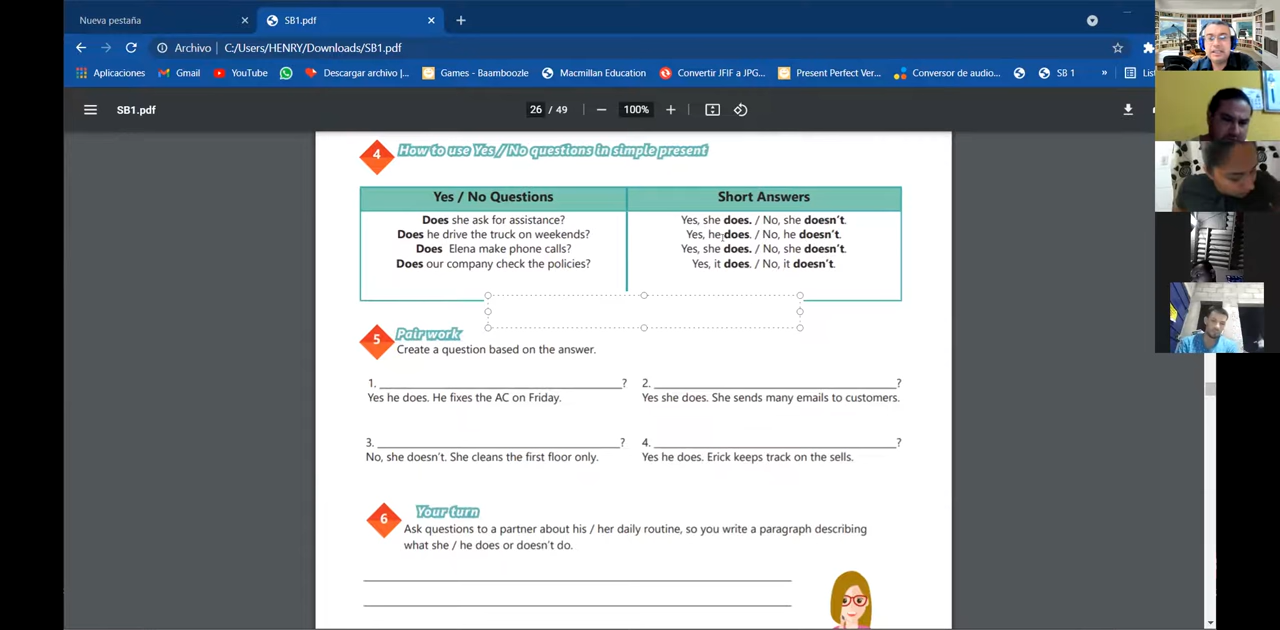 Nueva pestaña
SB1.pdf
Archivo C:/Users/HENRY/Downloads/SB1.pdf
Aplicaciones Gmail YouTube Descargar archivo |... Games - Baamboozle Macmillan Education Convertir JFIF a JPG... Present Perfect Ver... Conversor de audio... SB 1 »
SB1.pdf 26 / 49 100%
4 How to use Yes / No questions in simple present
Yes / No Questions Short Answers
Does she ask for assistance? Yes, she does. / No, she doesn't.
Does he drive the truck on weekends? Yes, he does. / No, he doesn't.
Does Elena make phone calls? Yes, she does. / No, she doesn't.
Does our company check the policies? Yes, it does. / No, it doesn't.
5 Pair work
Create a question based on the answer.
1. ? 2. ?
Yes he does. He fixes the AC on Friday. Yes she does. She sends many emails to customers.
3. ? 4. ?
No, she doesn't. She cleans the first floor only. Yes he does. Erick keeps track on the sells.
6 Your turn
Ask questions to a partner about his / her daily routine, so you write a paragraph describing
what she / he does or doesn't do.